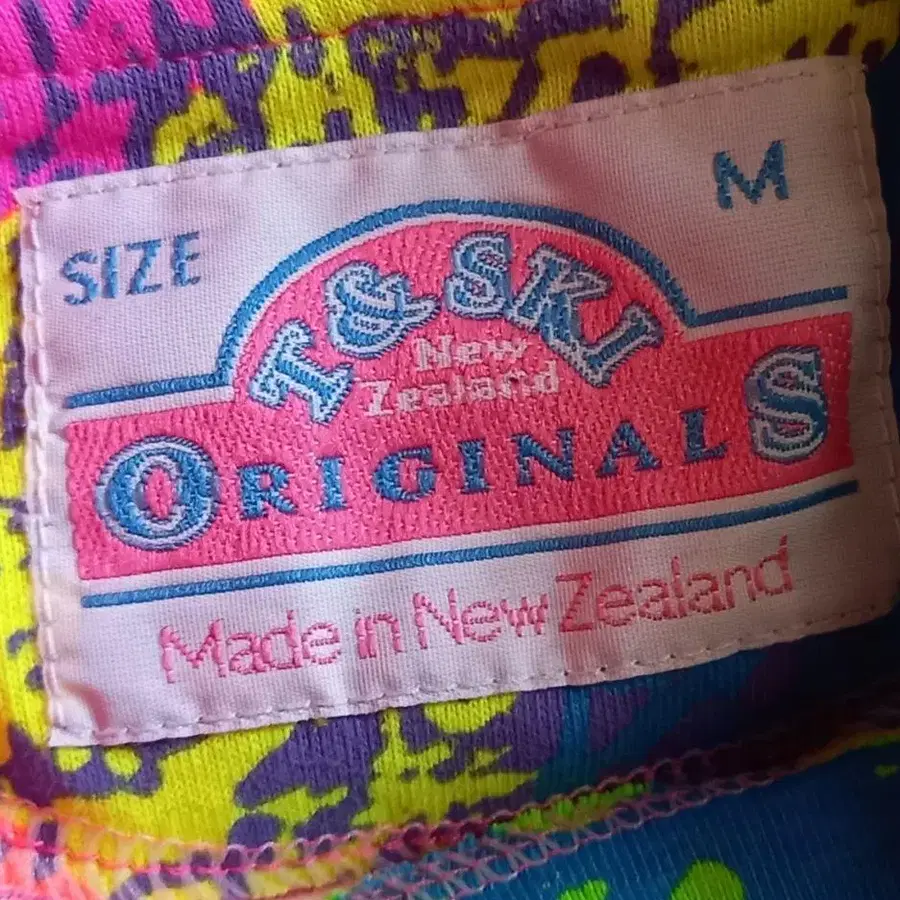 SIZE M
T&SKI
New
Zealand
ORIGINALS
Made in New Zealand